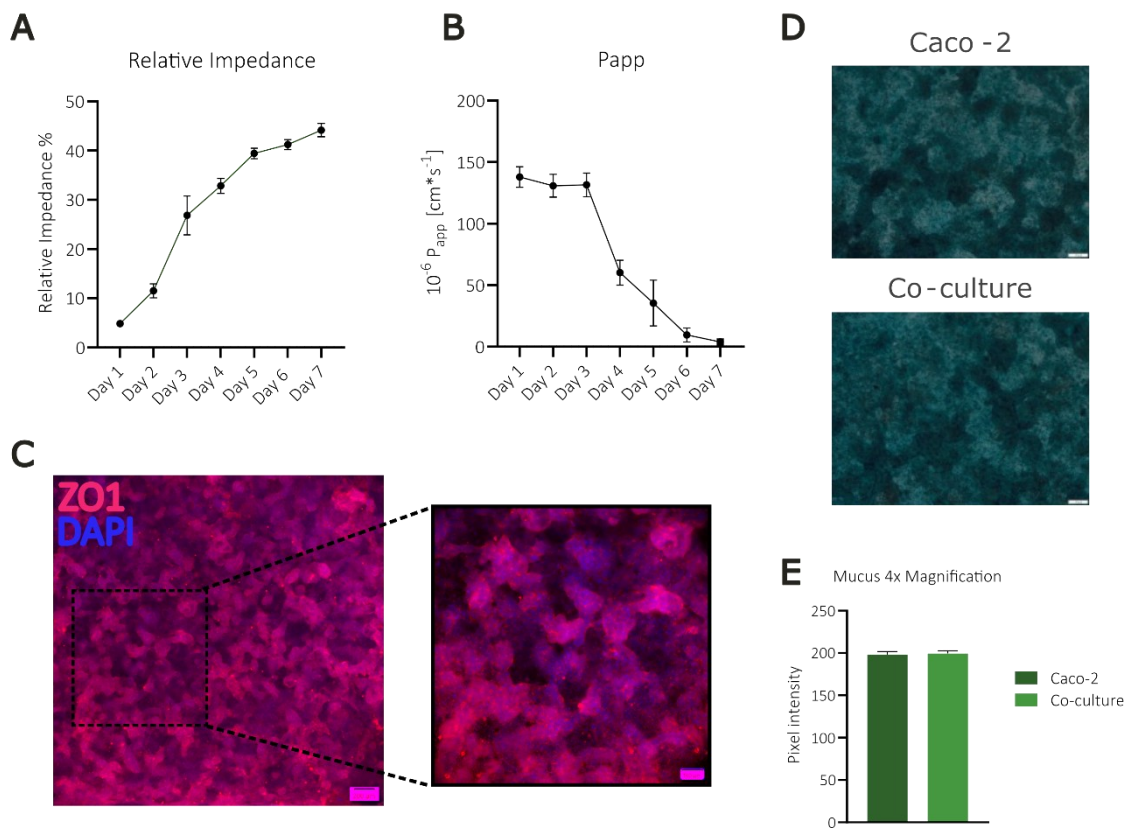 A
Relative Impedance
Relative Impedance %
50
40
30
20
10
0
Day 1
Day 2
Day 3
Day 4
Day 5
Day 6
Day 7
B
Papp
10⁻⁶ Papp [cm*s⁻¹]
200
150
100
50
0
Day 1
Day 2
Day 3
Day 4
Day 5
Day 6
Day 7
C
ZO1
DAPI
D
Caco -2
Co-culture
E
Mucus 4x Magnification
Pixel intensity
250
200
150
100
50
0
Caco-2
Co-culture